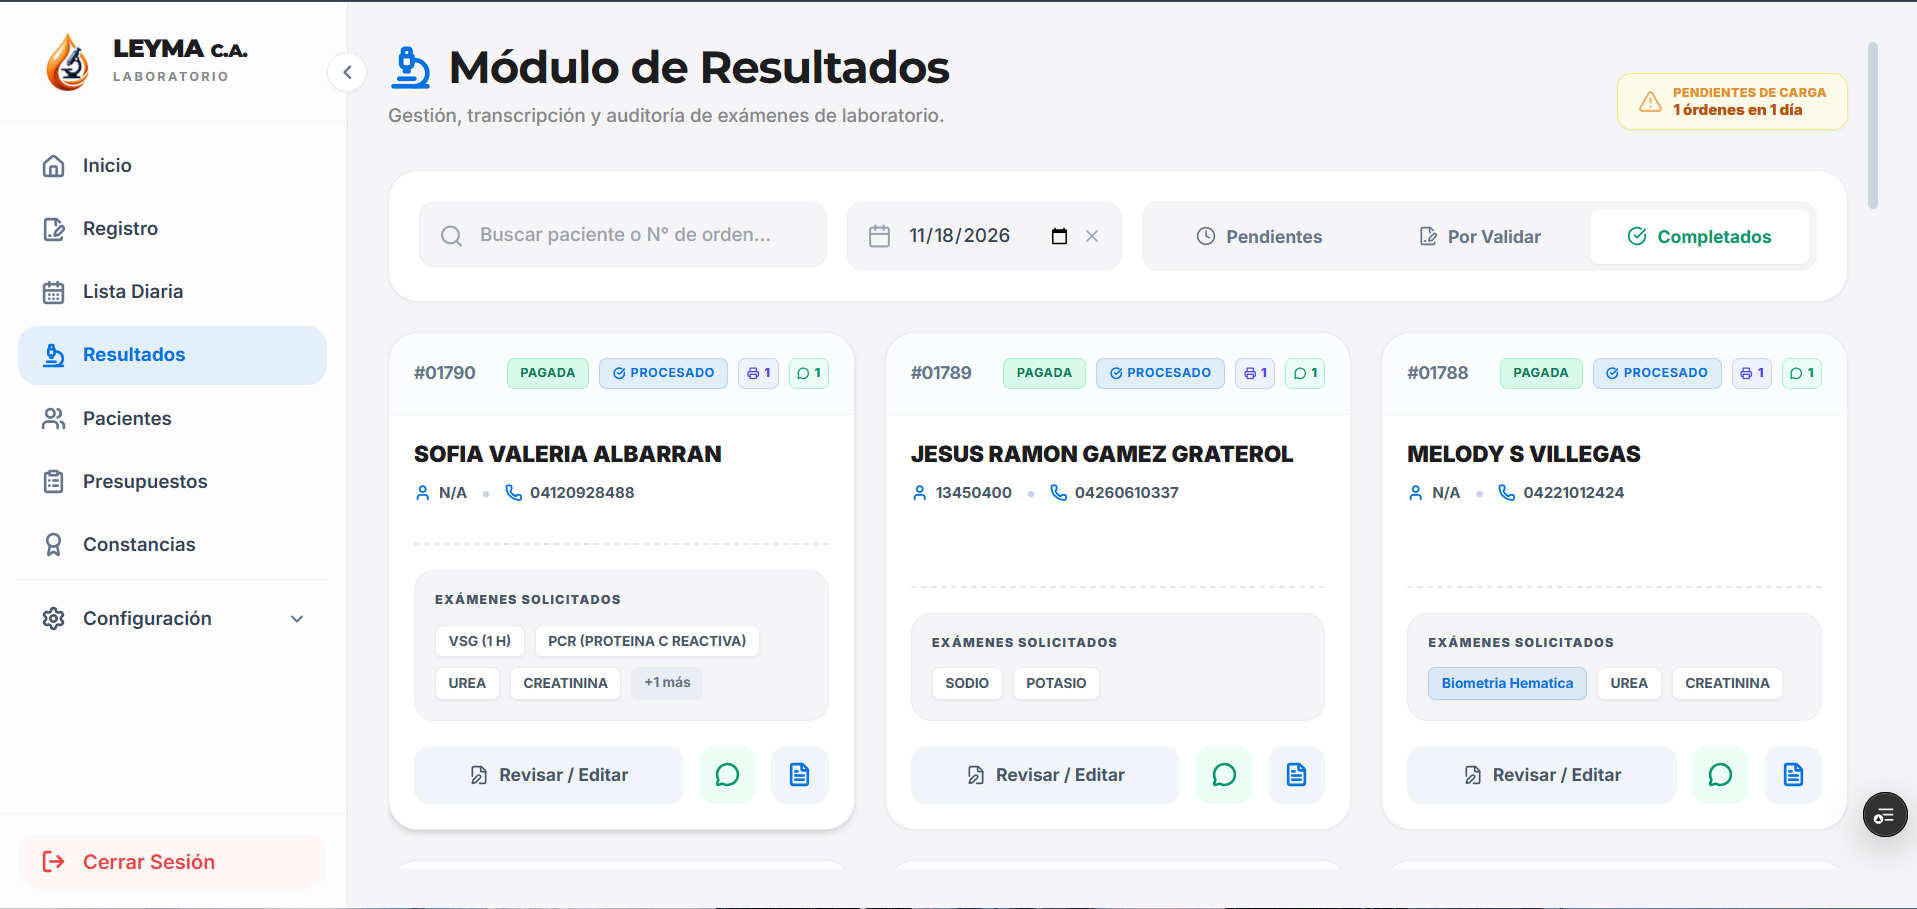 LEYMA C.A.
LABORATORIO
Inicio
Registro
Lista Diaria
Resultados
Pacientes
Presupuestos
Constancias
Configuración
Cerrar Sesión
Módulo de Resultados
Gestión, transcripción y auditoría de exámenes de laboratorio.
PENDIENTES DE CARGA
1 órdenes en 1 día
Buscar paciente o N° de orden...
11/18/2026
Pendientes
Por Validar
Completados
#01790 PAGADA PROCESADO 1 1
SOFIA VALERIA ALBARRAN
N/A 04120928488
EXÁMENES SOLICITADOS
VSG (1 H) PCR (PROTEINA C REACTIVA)
UREA CREATININA +1 más
Revisar / Editar
#01789 PAGADA PROCESADO 1 1
JESUS RAMON GAMEZ GRATEROL
13450400 04260610337
EXÁMENES SOLICITADOS
SODIO POTASIO
Revisar / Editar
#01788 PAGADA PROCESADO 1 1
MELODY S VILLEGAS
N/A 04221012424
EXÁMENES SOLICITADOS
Biometria Hematica UREA CREATININA
Revisar / Editar